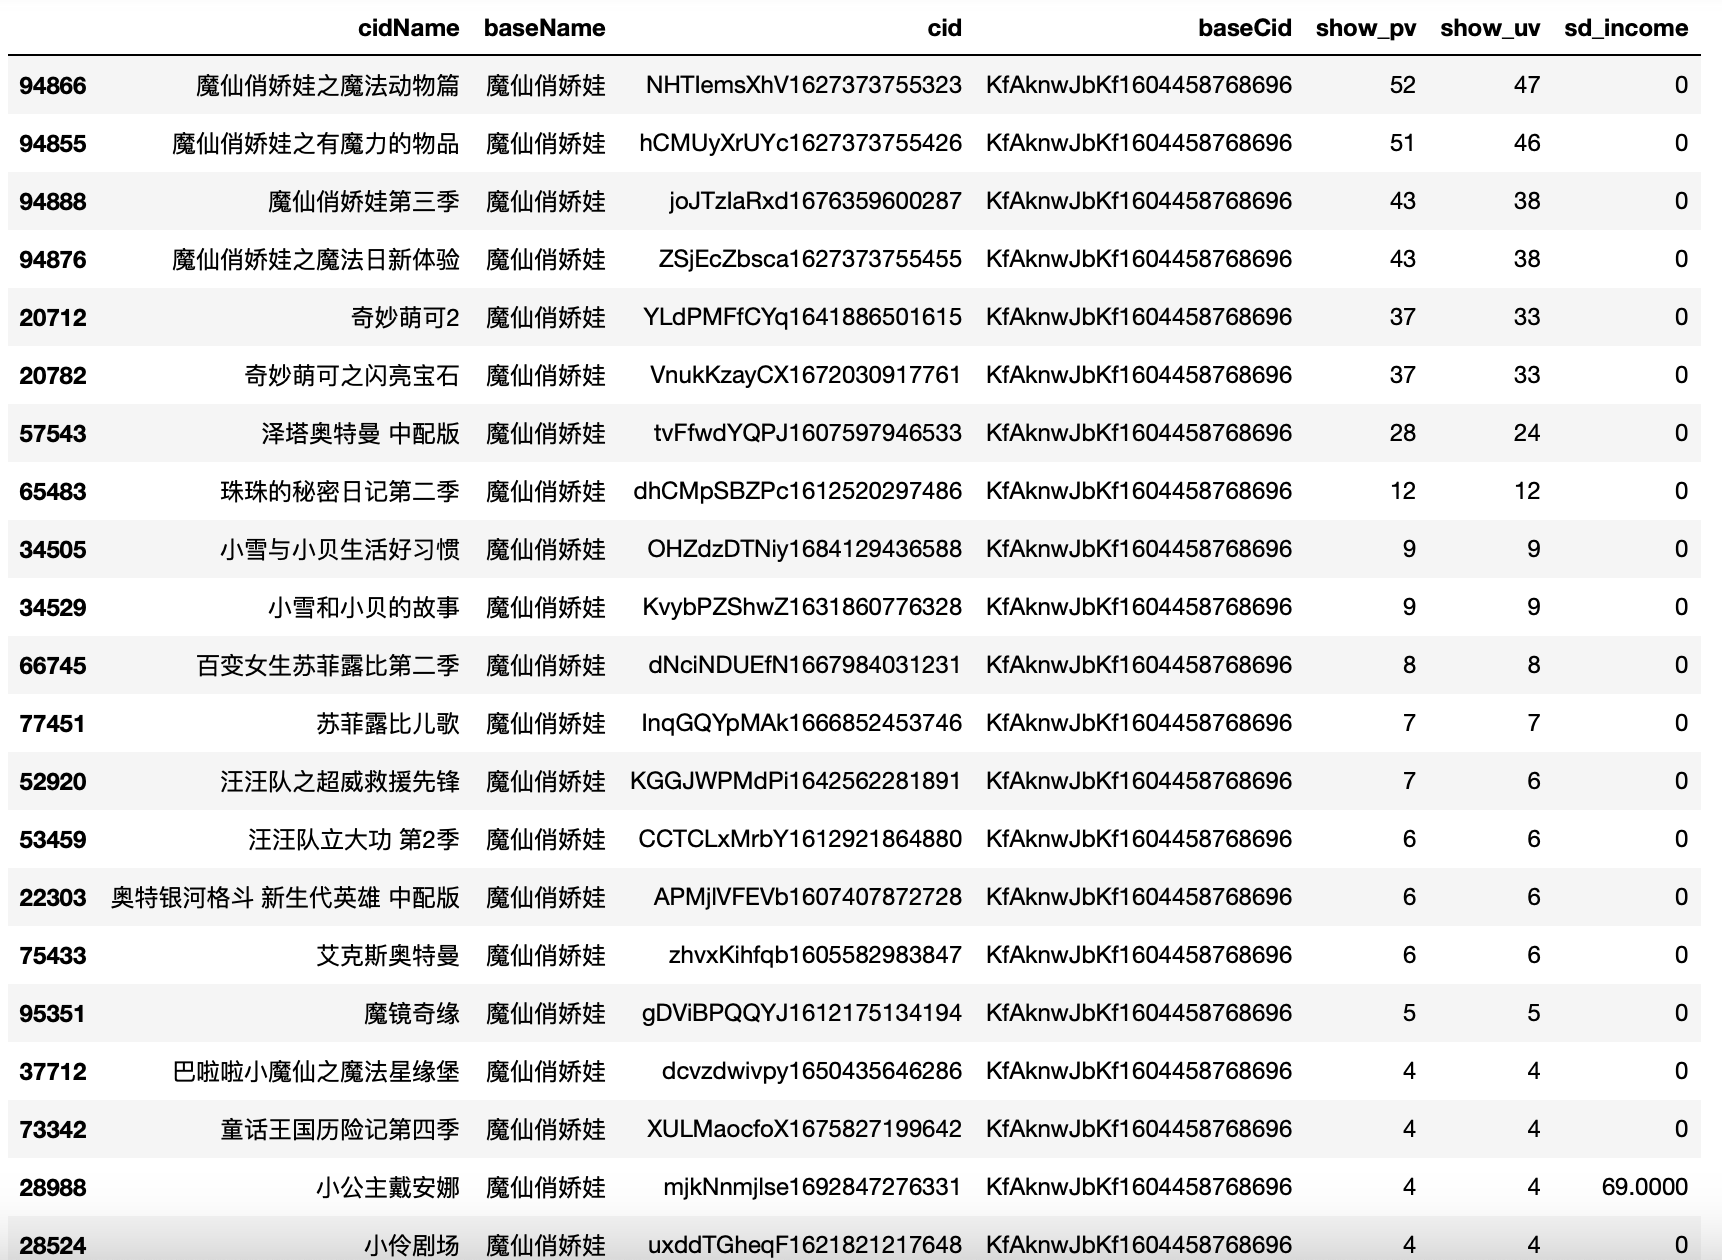 cidName baseName cid baseCid show_pv show_uv sd_income
94866 魔仙俏娇娃之魔法动物篇 魔仙俏娇娃 NHTIemsXhV1627373755323 KfAknwJbKf1604458768696 52 47 0
94855 魔仙俏娇娃之有魔力的物品 魔仙俏娇娃 hCMUyXrUYc1627373755426 KfAknwJbKf1604458768696 51 46 0
94888 魔仙俏娇娃第三季 魔仙俏娇娃 joJTzIaRxd1676359600287 KfAknwJbKf1604458768696 43 38 0
94876 魔仙俏娇娃之魔法日新体验 魔仙俏娇娃 ZSjEcZbsca1627373755455 KfAknwJbKf1604458768696 43 38 0
20712 奇妙萌可2 魔仙俏娇娃 YLdPMFfCYq1641886501615 KfAknwJbKf1604458768696 37 33 0
20782 奇妙萌可之闪亮宝石 魔仙俏娇娃 VnukKzayCX1672030917761 KfAknwJbKf1604458768696 37 33 0
57543 泽塔奥特曼 中配版 魔仙俏娇娃 tvFfwdYQPJ1607597946533 KfAknwJbKf1604458768696 28 24 0
65483 珠珠的秘密日记第二季 魔仙俏娇娃 dhCMpSBZPc1612520297486 KfAknwJbKf1604458768696 12 12 0
34505 小雪与小贝生活好习惯 魔仙俏娇娃 OHZdzDTNiy1684129436588 KfAknwJbKf1604458768696 9 9 0
34529 小雪和小贝的故事 魔仙俏娇娃 KvybPZShwZ1631860776328 KfAknwJbKf1604458768696 9 9 0
66745 百变女生苏菲露比第二季 魔仙俏娇娃 dNciNDUEfN1667984031231 KfAknwJbKf1604458768696 8 8 0
77451 苏菲露比儿歌 魔仙俏娇娃 InqGQYpMAk1666852453746 KfAknwJbKf1604458768696 7 7 0
52920 汪汪队之超威救援先锋 魔仙俏娇娃 KGGJWPMdPi1642562281891 KfAknwJbKf1604458768696 7 6 0
53459 汪汪队立大功 第2季 魔仙俏娇娃 CCTCLxMrbY1612921864880 KfAknwJbKf1604458768696 6 6 0
22303 奥特银河格斗 新生代英雄 中配版 魔仙俏娇娃 APMjlVFEVb1607407872728 KfAknwJbKf1604458768696 6 6 0
75433 艾克斯奥特曼 魔仙俏娇娃 zhvxKihfqb1605582983847 KfAknwJbKf1604458768696 6 6 0
95351 魔镜奇缘 魔仙俏娇娃 gDViBPQQYJ1612175134194 KfAknwJbKf1604458768696 5 5 0
37712 巴啦啦小魔仙之魔法星缘堡 魔仙俏娇娃 dcvzdwivpy1650435646286 KfAknwJbKf1604458768696 4 4 0
73342 童话王国历险记第四季 魔仙俏娇娃 XULMaocfoX1675827199642 KfAknwJbKf1604458768696 4 4 0
28988 小公主戴安娜 魔仙俏娇娃 mjkNnmjlse1692847276331 KfAknwJbKf1604458768696 4 4 69.0000
28524 小伶剧场 魔仙俏娇娃 uxddTGheqF1621821217648 KfAknwJbKf1604458768696 4 4 0